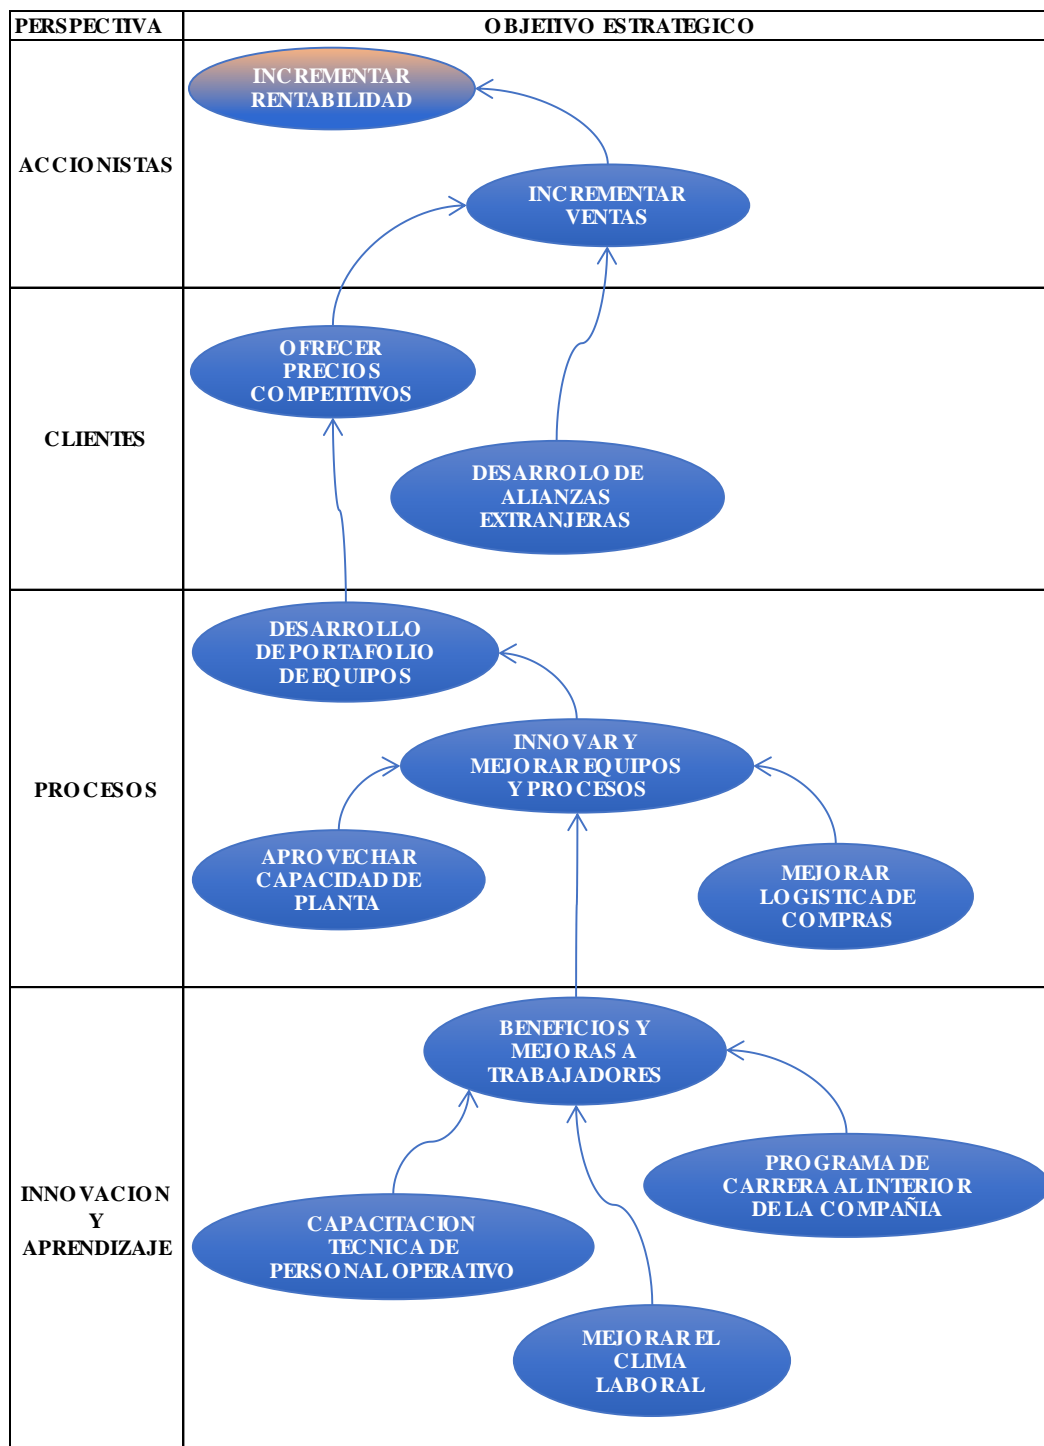 PERSPECTIVA
OBJETIVO ESTRATEGICO
ACCIONISTAS
INCREMENTAR
RENTABILIDAD
INCREMENTAR
VENTAS
CLIENTES
OFRECER
PRECIOS
COMPETITIVOS
DESARROLO DE
ALIANZAS
EXTRANJERAS
PROCESOS
DESARROLLO
DE PORTAFOLIO
DE EQUIPOS
INNOVAR Y
MEJORAR EQUIPOS
Y PROCESOS
APROVECHAR
CAPACIDAD DE
PLANTA
MEJORAR
LOGISTICA DE
COMPRAS
INNOVACION
Y
APRENDIZAJE
BENEFICIOS Y
MEJORAS A
TRABAJADORES
PROGRAMA DE
CARRERA AL INTERIOR
DE LA COMPAÑIA
CAPACITACION
TECNICA DE
PERSONAL OPERATIVO
MEJORAR EL
CLIMA
LABORAL